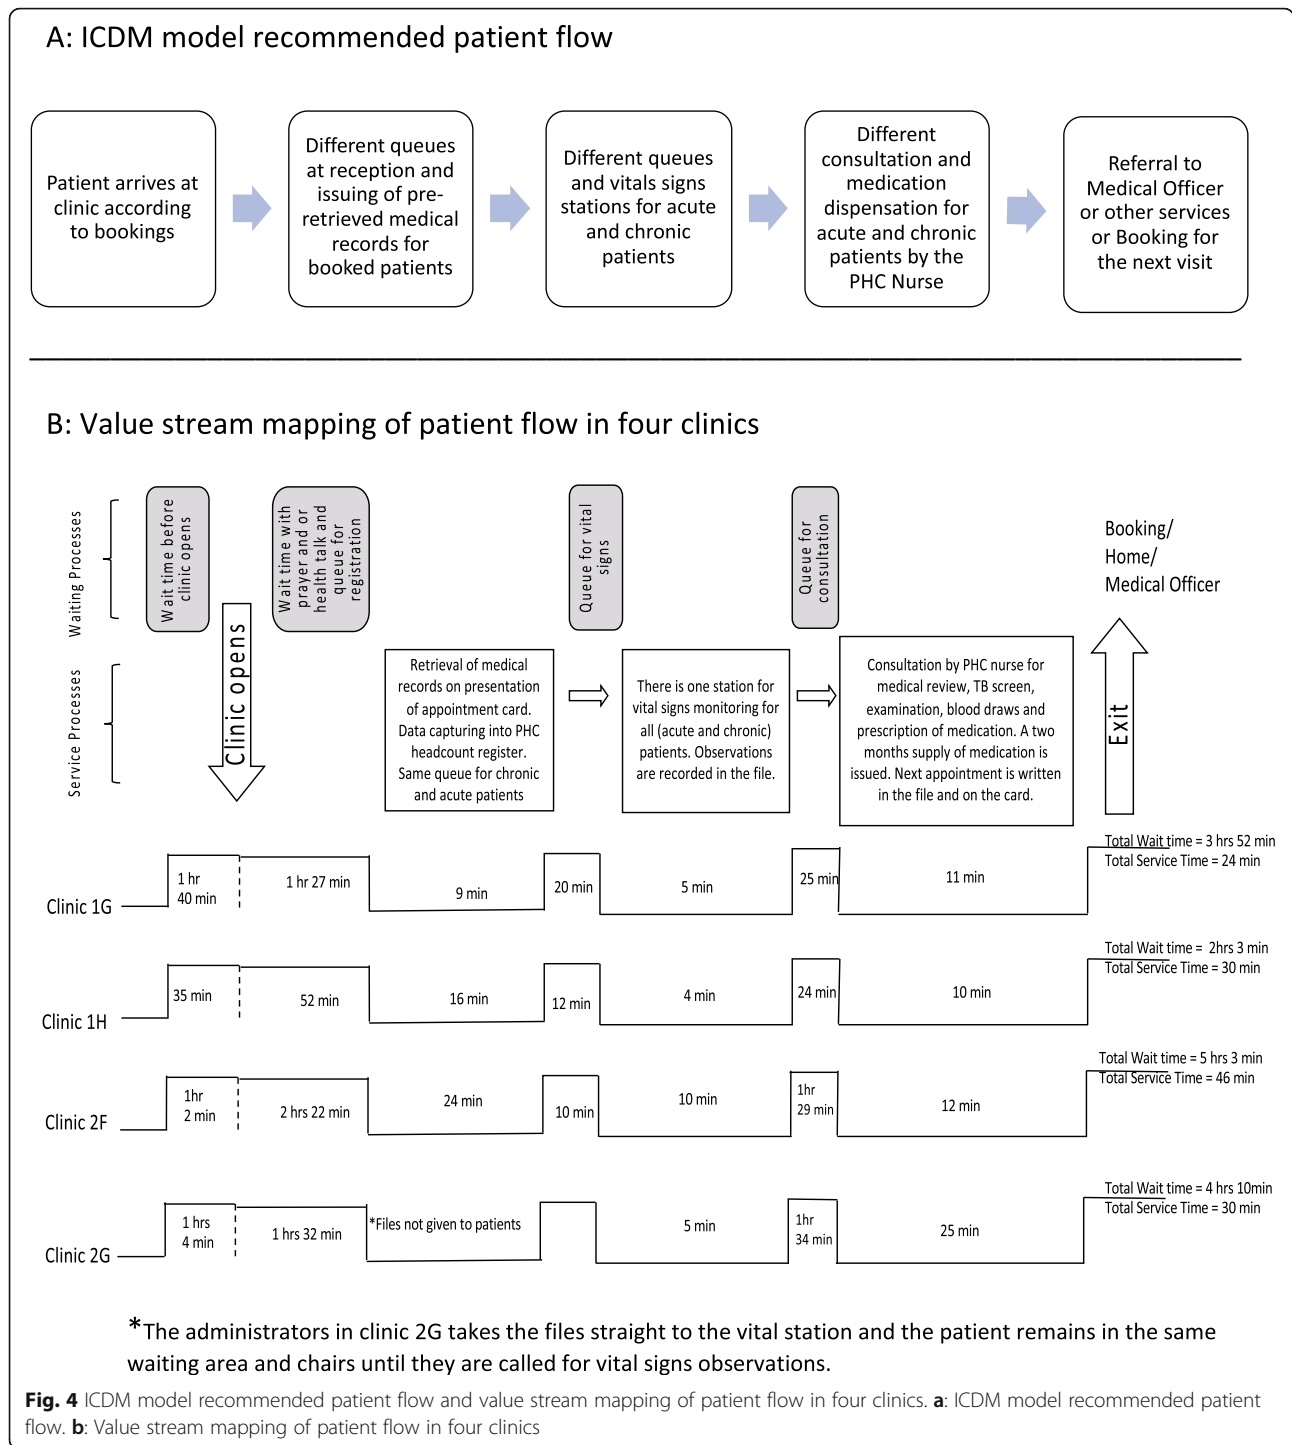 A: ICDM model recommended patient flow
Patient arrives at
clinic according
to bookings
Different queues
at reception and
issuing of pre-
retrieved medical
records for
booked patients
Different queues
and vitals signs
stations for acute
and chronic
patients
Different
consultation and
medication
dispensation for
acute and chronic
patients by the
PHC Nurse
Referral to
Medical Officer
or other services
or Booking for
the next visit
B: Value stream mapping of patient flow in four clinics
Waiting Processes
Wait time before
clinic opens
Wait time with
prayer and or
health talk and
queue for
registration
Queue for vital
signs
Queue for
consultation
Booking/
Home/
Medical Officer
Service Processes
Clinic opens
Retrieval of medical
records on presentation
of appointment card.
Data capturing into PHC
headcount register.
Same queue for chronic
and acute patients
There is one station for
vital signs monitoring for
all (acute and chronic)
patients. Observations
are recorded in the file.
Consultation by PHC nurse for
medical review, TB screen,
examination, blood draws and
prescription of medication. A two
months supply of medication is
issued. Next appointment is written
in the file and on the card.
Exit
Clinic 1G
1 hr
40 min
1 hr 27 min
9 min
20 min
5 min
25 min
11 min
Total Wait time = 3 hrs 52 min
Total Service Time = 24 min
Clinic 1H
35 min
52 min
16 min
12 min
4 min
24 min
10 min
Total Wait time = 2hrs 3 min
Total Service Time = 30 min
Clinic 2F
1hr
2 min
2 hrs 22 min
24 min
10 min
10 min
1hr
29 min
12 min
Total Wait time = 5 hrs 3 min
Total Service Time = 46 min
Clinic 2G
1 hrs
4 min
1 hrs 32 min
*Files not given to patients
5 min
1hr
34 min
25 min
Total Wait time = 4 hrs 10min
Total Service Time = 30 min
*The administrators in clinic 2G takes the files straight to the vital station and the patient remains in the same
waiting area and chairs until they are called for vital signs observations.
Fig. 4 ICDM model recommended patient flow and value stream mapping of patient flow in four clinics. a: ICDM model recommended patient
flow. b: Value stream mapping of patient flow in four clinics